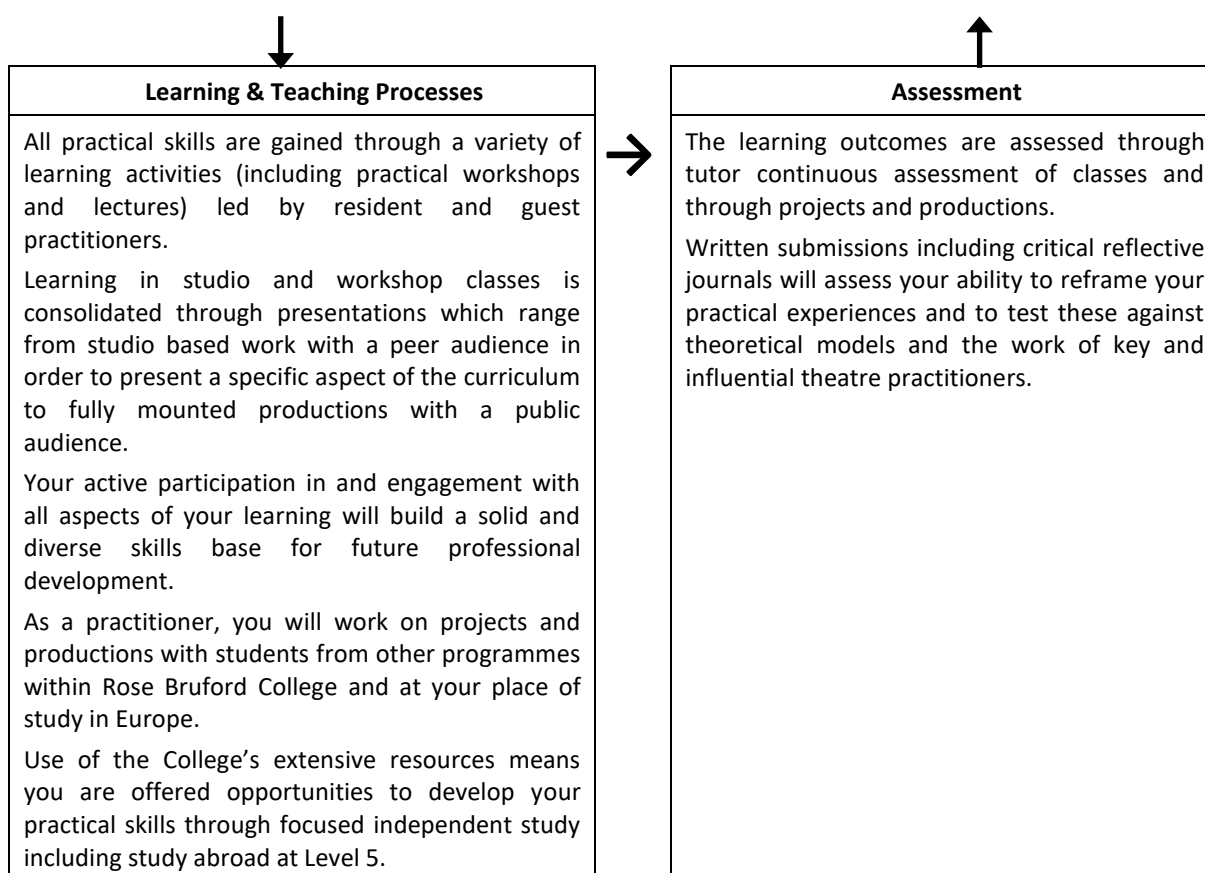 Learning & Teaching Processes
All practical skills are gained through a variety of
learning activities (including practical workshops
and lectures) led by resident and guest
practitioners.
Learning in studio and workshop classes is
consolidated through presentations which range
from studio based work with a peer audience in
order to present a specific aspect of the curriculum
to fully mounted productions with a public
audience.
Your active participation in and engagement with
all aspects of your learning will build a solid and
diverse skills base for future professional
development.
As a practitioner, you will work on projects and
productions with students from other programmes
within Rose Bruford College and at your place of
study in Europe.
Use of the College’s extensive resources means
you are offered opportunities to develop your
practical skills through focused independent study
including study abroad at Level 5.
Assessment
The learning outcomes are assessed through
tutor continuous assessment of classes and
through projects and productions.
Written submissions including critical reflective
journals will assess your ability to reframe your
practical experiences and to test these against
theoretical models and the work of key and
influential theatre practitioners.